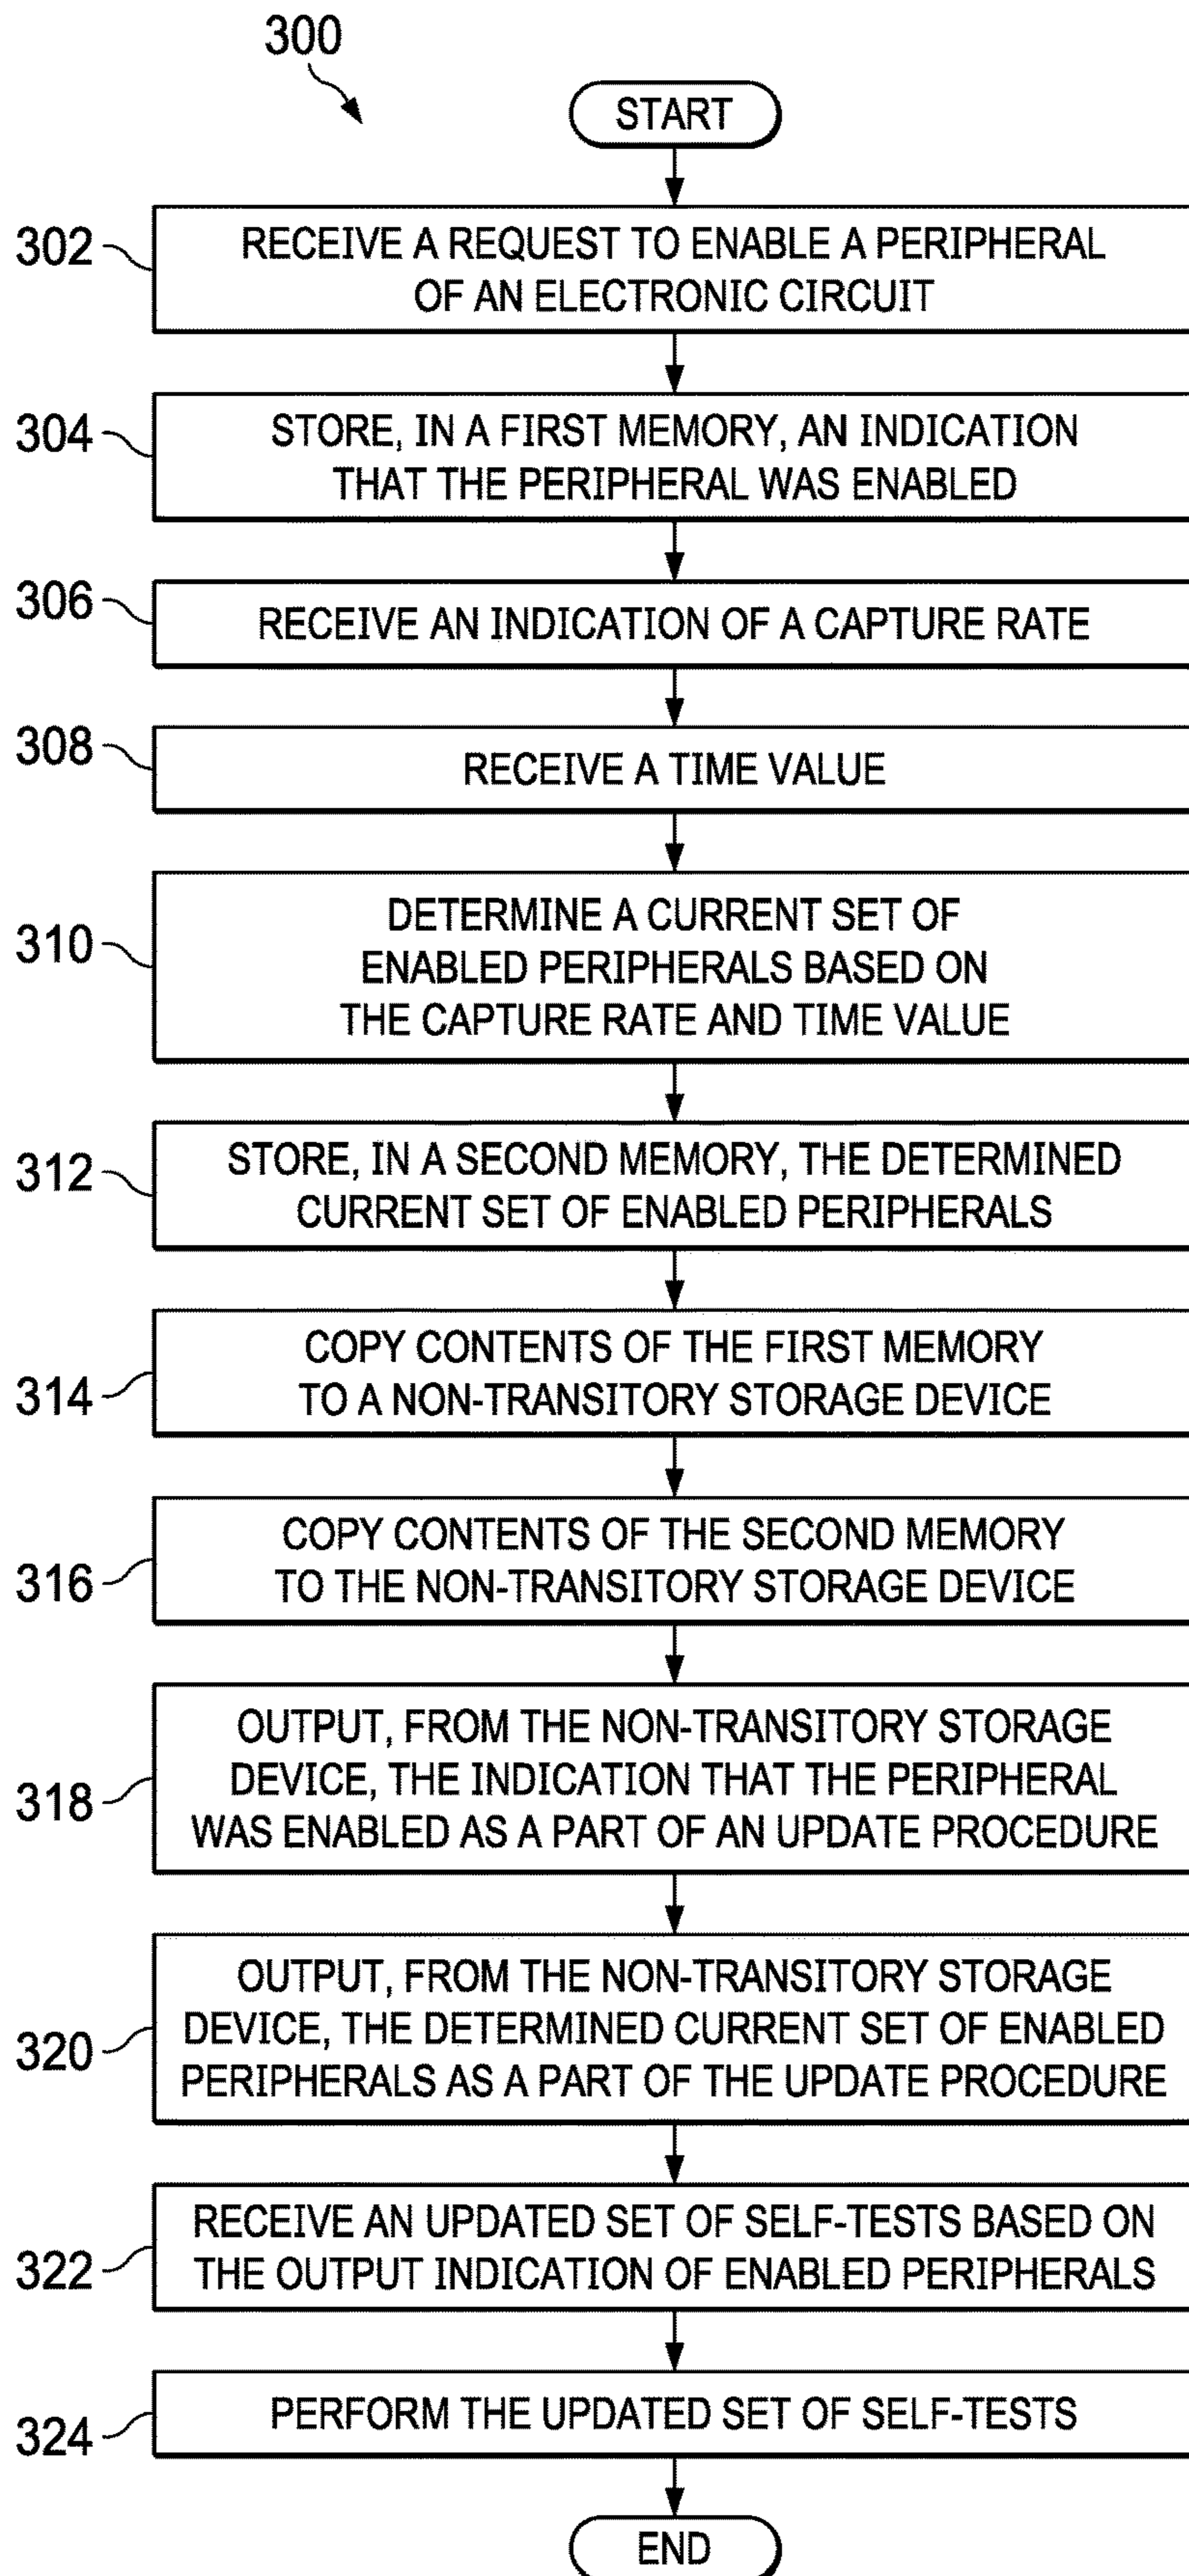 300
START
302
RECEIVE A REQUEST TO ENABLE A PERIPHERAL
OF AN ELECTRONIC CIRCUIT
304
STORE, IN A FIRST MEMORY, AN INDICATION
THAT THE PERIPHERAL WAS ENABLED
306
RECEIVE AN INDICATION OF A CAPTURE RATE
308
RECEIVE A TIME VALUE
310
DETERMINE A CURRENT SET OF
ENABLED PERIPHERALS BASED ON
THE CAPTURE RATE AND TIME VALUE
312
STORE, IN A SECOND MEMORY, THE DETERMINED
CURRENT SET OF ENABLED PERIPHERALS
314
COPY CONTENTS OF THE FIRST MEMORY
TO A NON-TRANSITORY STORAGE DEVICE
316
COPY CONTENTS OF THE SECOND MEMORY
TO THE NON-TRANSITORY STORAGE DEVICE
318
OUTPUT, FROM THE NON-TRANSITORY STORAGE
DEVICE, THE INDICATION THAT THE PERIPHERAL
WAS ENABLED AS A PART OF AN UPDATE PROCEDURE
320
OUTPUT, FROM THE NON-TRANSITORY STORAGE
DEVICE, THE DETERMINED CURRENT SET OF ENABLED
PERIPHERALS AS A PART OF THE UPDATE PROCEDURE
322
RECEIVE AN UPDATED SET OF SELF-TESTS BASED ON
THE OUTPUT INDICATION OF ENABLED PERIPHERALS
324
PERFORM THE UPDATED SET OF SELF-TESTS
END